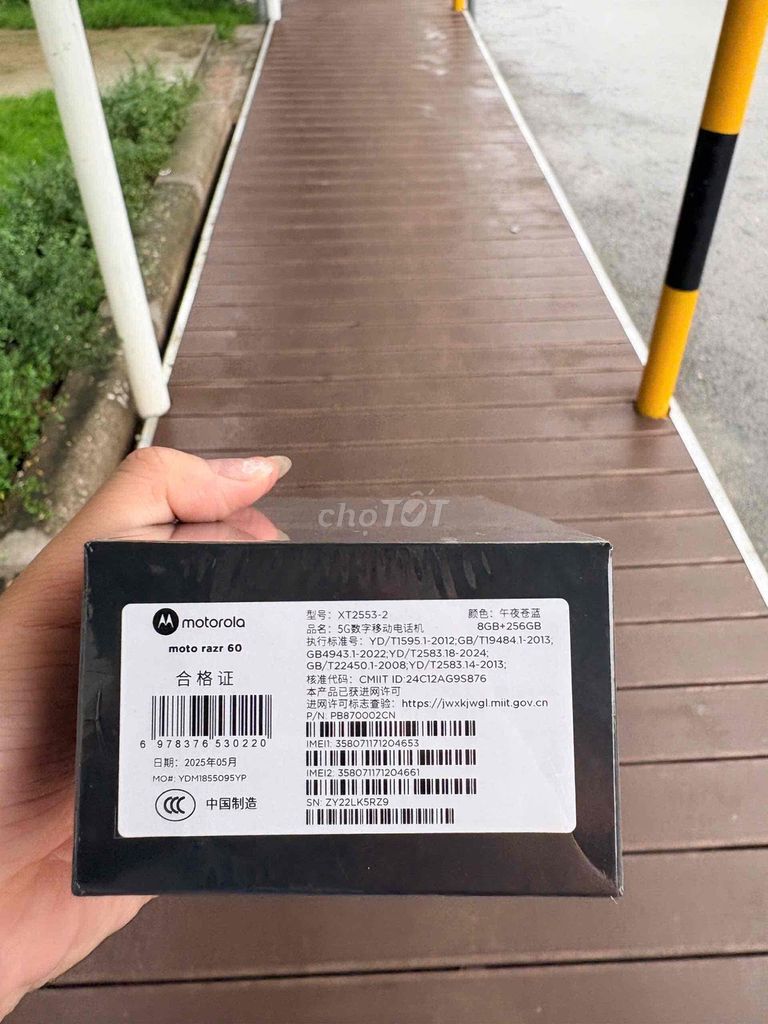 choTỐT
motorola
moto razr 60
合格证
6 978376 530220
日期：2025年05月
MO#: YDM1855095YP
CCC
中国制造
型号：XT2553-2
颜色：午夜苍蓝
品名：5G数字移动电话机
8GB+256GB
执行标准号：YD/T1595.1-2012;GB/T19484.1-2013,
GB4943.1-2022;YD/T2583.18-2024;
GB/T22450.1-2008;YD/T2583.14-2013;
核准代码：CMIIT ID:24C12AG9S876
本产品已获进网许可
进网许可标志查验：https://jwxkjwgl.miit.gov.cn
P/N: PB870002CN
IMEI1: 358071171204653
IMEI2: 358071171204661
SN: ZY22LK5RZ9